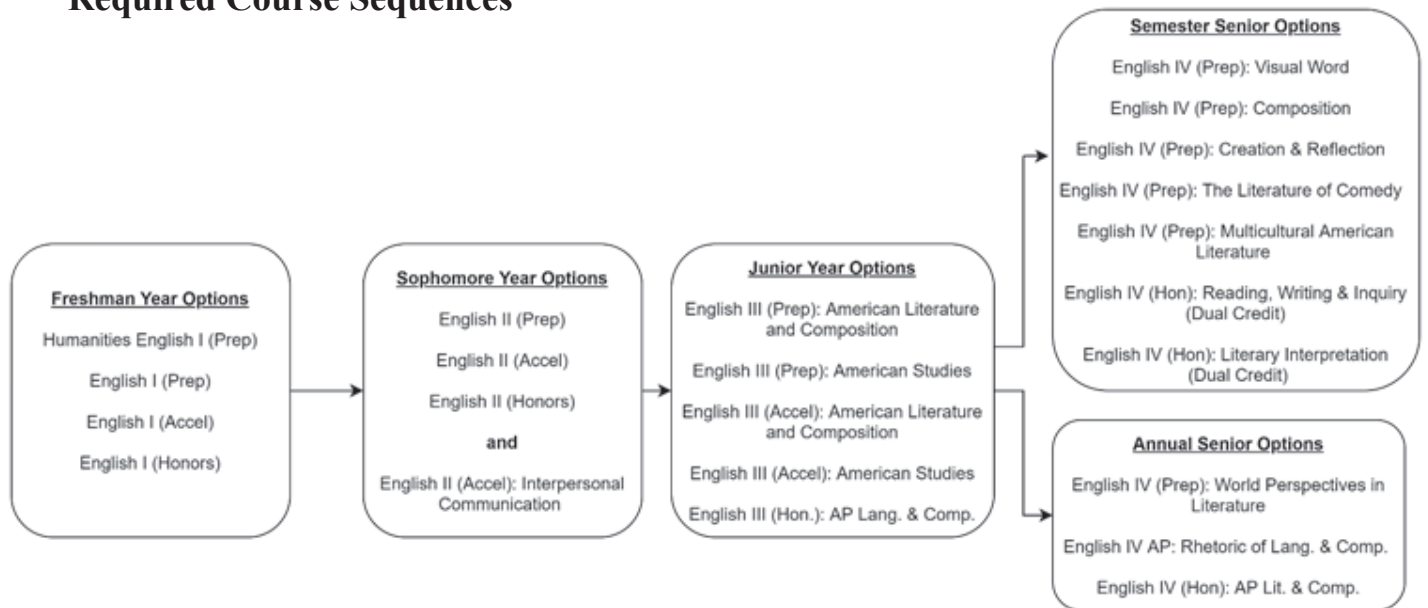 Required Course Sequences
Freshman Year Options
Humanities English I (Prep)
English I (Prep)
English I (Accel)
English I (Honors)
Sophomore Year Options
English II (Prep)
English II (Accel)
English II (Honors)
and
English II (Accel): Interpersonal
Communication
Junior Year Options
English III (Prep): American Literature
and Composition
English III (Prep): American Studies
English III (Accel): American Literature
and Composition
English III (Accel): American Studies
English III (Hon.): AP Lang. & Comp.
Semester Senior Options
English IV (Prep): Visual Word
English IV (Prep): Composition
English IV (Prep): Creation & Reflection
English IV (Prep): The Literature of Comedy
English IV (Prep): Multicultural American
Literature
English IV (Hon): Reading, Writing & Inquiry
(Dual Credit)
English IV (Hon): Literary Interpretation
(Dual Credit)
Annual Senior Options
English IV (Prep): World Perspectives in
Literature
English IV AP: Rhetoric of Lang. & Comp.
English IV (Hon): AP Lit. & Comp.